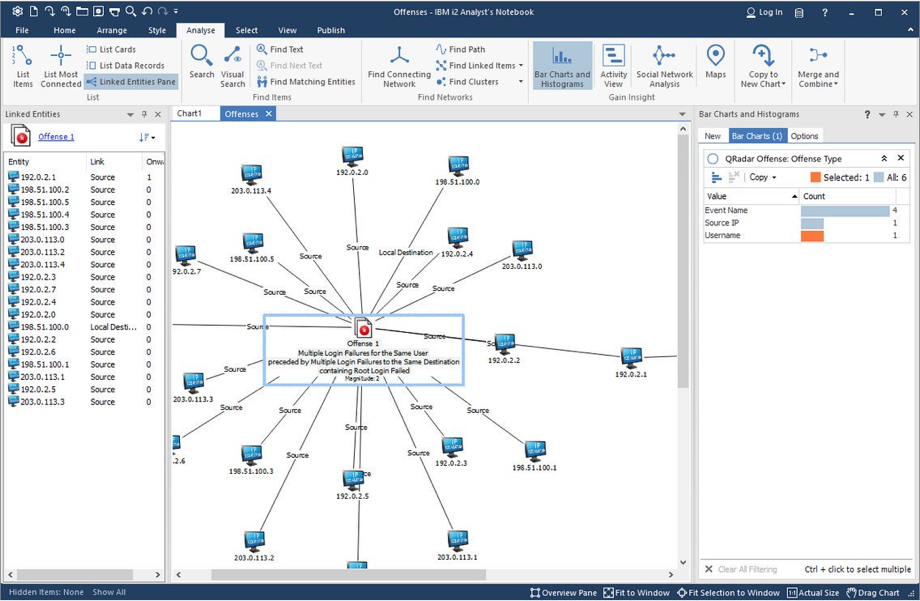 Offenses - IBM i2 Analyst's Notebook
Log In
?
File Home Arrange Style Analyse Select View Publish
List Items
List Most Connected
List Cards
List Data Records
Linked Entities Pane
List
Search
Visual Search
Find Text
Find Next Text
Find Matching Entities
Find Items
Find Connecting Network
Find Path
Find Linked Items
Find Clusters
Find Networks
Bar Charts and Histograms
Activity View
Social Network Analysis
Gain Insight
Maps
Copy to New Chart
Merge and Combine
Linked Entities
Offense 1
Entity Link Onwa
192.0.2.1 Source 1
198.51.100.2 Source 0
198.51.100.5 Source 0
198.51.100.4 Source 0
198.51.100.3 Source 0
203.0.113.0 Source 0
203.0.113.2 Source 0
203.0.113.4 Source 0
192.0.2.3 Source 0
192.0.2.7 Source 0
192.0.2.4 Source 0
192.0.2.0 Source 0
198.51.100.0 Local Desti... 0
192.0.2.2 Source 0
192.0.2.6 Source 0
198.51.100.1 Source 0
203.0.113.1 Source 0
192.0.2.5 Source 0
203.0.113.3 Source 0
Chart1
Offenses
203.0.113.4
192.0.2.0
198.51.100.0
198.51.100.5
192.0.2.4
203.0.113.0
92.0.2.7
Source
Source
Local Destination
Source
Source
Source
Source
Source
Source
Offense 1
Multiple Login Failures for the Same User
preceded by Multiple Login Failures to the Same Destination
containing Root Login Failed
Magnitude: 2
192.0.2.2
192.0.2.1
Source
203.0.113.3
Source
Source
Source
Source
Source
Source
Source
.2.6
198.51.100.3
192.0.2.5
192.0.2.3
198.51.100.1
203.0.113.2
203.0.113.1
Bar Charts and Histograms
?
New Bar Charts (1) Options
QRadar Offense: Offense Type
Copy
Selected: 1 All: 6
Value Count
Event Name 4
Source IP 1
Username 1
Clear All Filtering Ctrl + click to select multiple
Hidden Items: None Show All
Overview Pane Fit to Window Fit Selection to Window Actual Size Drag Chart